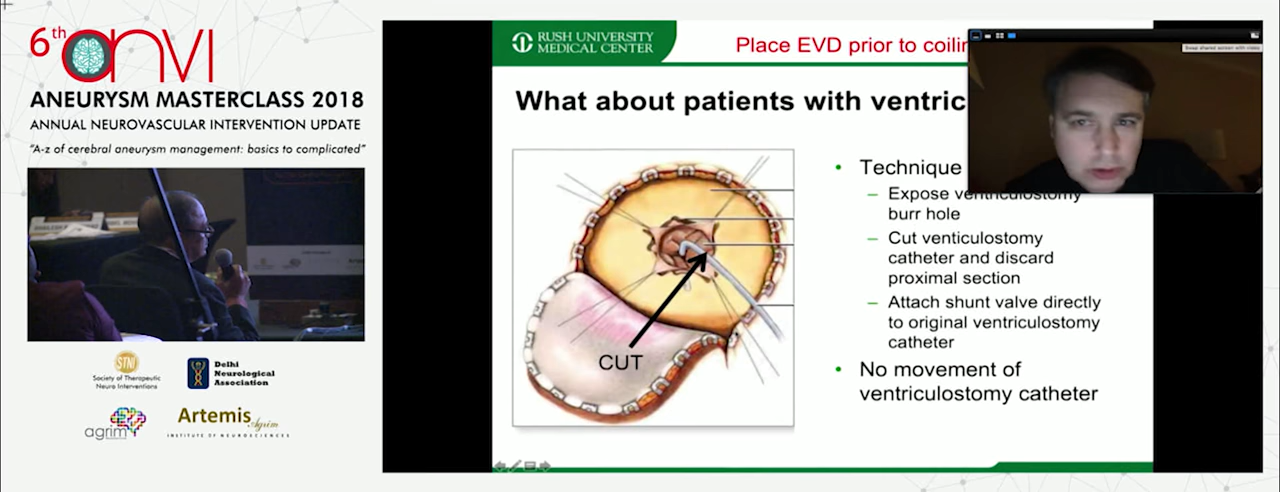 6th anvi
ANEURYSM MASTERCLASS 2018
ANNUAL NEUROVASCULAR INTERVENTION UPDATE
"A-z of cerebral aneurysm management: basics to complicated"
STNI
Society of Therapeutic
Neuro Interventions
Delhi
Neurological
Association
agrim
Artemis
Agrim
INSTITUTE OF NEUROSCIENCES
RUSH UNIVERSITY
MEDICAL CENTER
Place EVD prior to coilin
What about patients with ventric
CUT
• Technique
– Expose ventriculostomy
burr hole
– Cut venticulostomy
catheter and discard
proximal section
– Attach shunt valve directly
to original ventriculostomy
catheter
• No movement of
ventriculostomy catheter